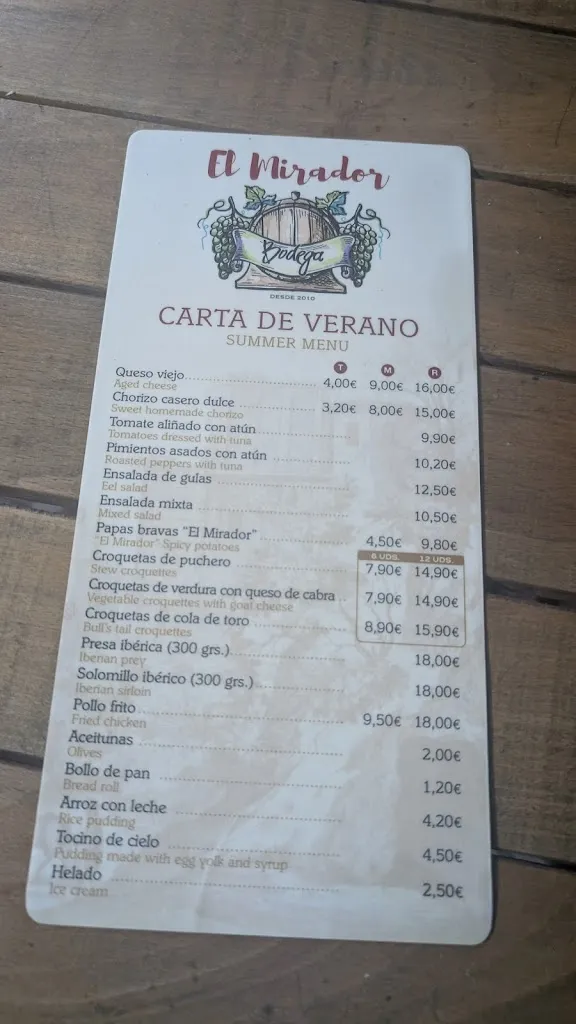 El Mirador
Bodega
DESDE 2010
CARTA DE VERANO
SUMMER MENU
T M R
Queso viejo 4,00€ 9,00€ 16,00€
Aged cheese
Chorizo casero dulce 3,20€ 8,00€ 15,00€
Sweet homemade chorizo
Tomate aliñado con atún 9,90€
Tomatoes dressed with tuna
Pimientos asados con atún 10,20€
Roasted peppers with tuna
Ensalada de gulas 12,50€
Eel salad
Ensalada mixta 10,50€
Mixed salad
Papas bravas "El Mirador" 4,50€ 9,80€
"El Mirador" Spicy potatoes
6 UDS. 12 UDS.
Croquetas de puchero 7,90€ 14,90€
Stew croquettes
Croquetas de verdura con queso de cabra 7,90€ 14,90€
Vegetable croquettes with goat cheese
Croquetas de cola de toro 8,90€ 15,90€
Bull's tail croquettes
Presa ibérica (300 grs.) 18,00€
Iberian prey
Solomillo ibérico (300 grs.) 18,00€
Iberian sirloin
Pollo frito 9,50€ 18,00€
Fried chicken
Aceitunas 2,00€
Olives
Bollo de pan 1,20€
Bread roll
Arroz con leche 4,20€
Rice pudding
Tocino de cielo 4,50€
Pudding made with egg yolk and syrup
Helado 2,50€
Ice cream